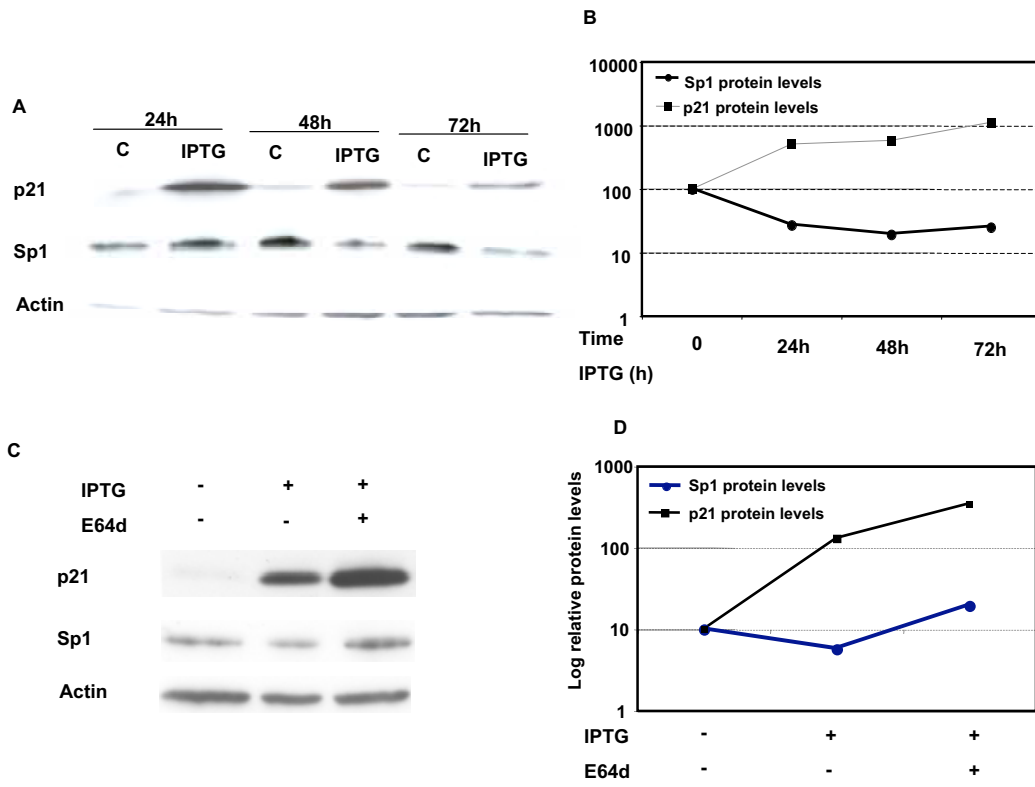 A
24h 48h 72h
C IPTG C IPTG C IPTG
p21
Sp1
Actin
B
10000
1000
100
10
1
Sp1 protein levels
p21 protein levels
Time 0 24h 48h 72h
IPTG (h)
C
IPTG - + +
E64d - - +
p21
Sp1
Actin
D
Log relative protein levels
1000
100
10
1
Sp1 protein levels
p21 protein levels
IPTG - + +
E64d - - +